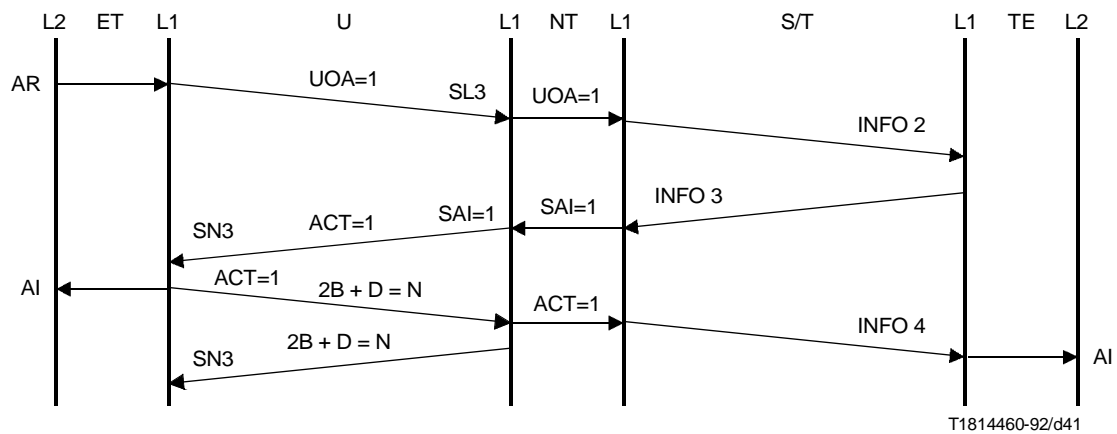 L2 ET L1 U L1 NT L1 S/T L1 TE L2
AR UOA=1 SL3 UOA=1 INFO 2
SN3 ACT=1 SAI=1 SAI=1 INFO 3
AI ACT=1 2B + D = N ACT=1 INFO 4
SN3 2B + D = N AI
T1814460-92/d41